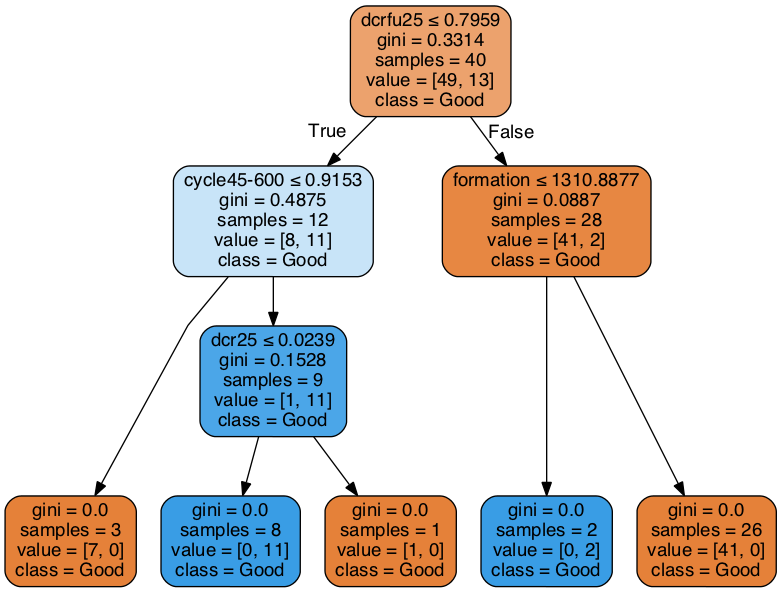 dcrfu25 ≤ 0.7959
gini = 0.3314
samples = 40
value = [49, 13]
class = Good
True
False
cycle45-600 ≤ 0.9153
gini = 0.4875
samples = 12
value = [8, 11]
class = Good
formation ≤ 1310.8877
gini = 0.0887
samples = 28
value = [41, 2]
class = Good
dcr25 ≤ 0.0239
gini = 0.1528
samples = 9
value = [1, 11]
class = Good
gini = 0.0
samples = 3
value = [7, 0]
class = Good
gini = 0.0
samples = 8
value = [0, 11]
class = Good
gini = 0.0
samples = 1
value = [1, 0]
class = Good
gini = 0.0
samples = 2
value = [0, 2]
class = Good
gini = 0.0
samples = 26
value = [41, 0]
class = Good